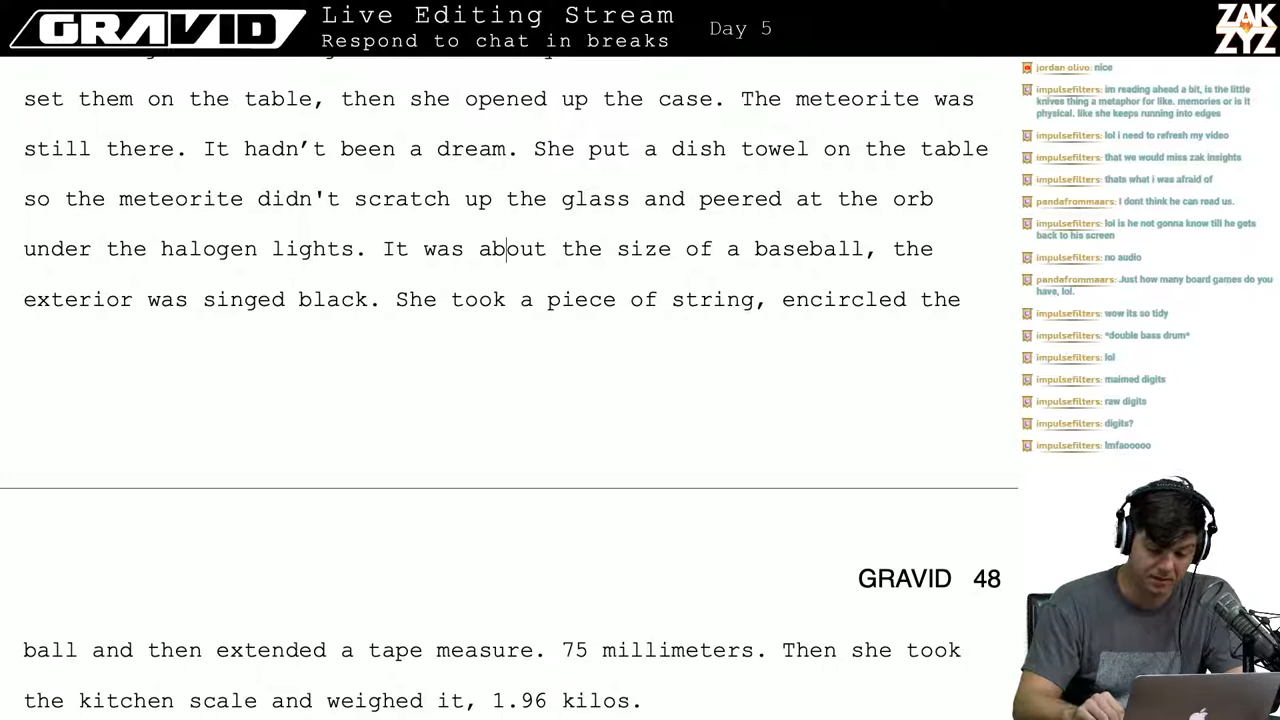 GRAVID
Live Editing Stream
Respond to chat in breaks
Day 5
ZAK
ZYZ
set them on the table, then she opened up the case. The meteorite was
still there. It hadn’t been a dream. She put a dish towel on the table
so the meteorite didn't scratch up the glass and peered at the orb
under the halogen lights. It was about the size of a baseball, the
exterior was singed black. She took a piece of string, encircled the
GRAVID 48
ball and then extended a tape measure. 75 millimeters. Then she took
the kitchen scale and weighed it, 1.96 kilos.
jordan olivo: nice
impulsefilters: im reading ahead a bit, is the little
knives thing a metaphor for like. memories or is it
physical. like she keeps running into edges
impulsefilters: lol i need to refresh my video
impulsefilters: that we would miss zak insights
impulsefilters: thats what i was afraid of
pandafrommaars: I dont think he can read us.
impulsefilters: lol is he not gonna know till he gets
back to his screen
impulsefilters: no audio
pandafrommaars: Just how many board games do you
have, lol.
impulsefilters: wow its so tidy
impulsefilters: *double bass drum*
impulsefilters: lol
impulsefilters: maimed digits
impulsefilters: raw digits
impulsefilters: digits?
impulsefilters: lmfaooooo